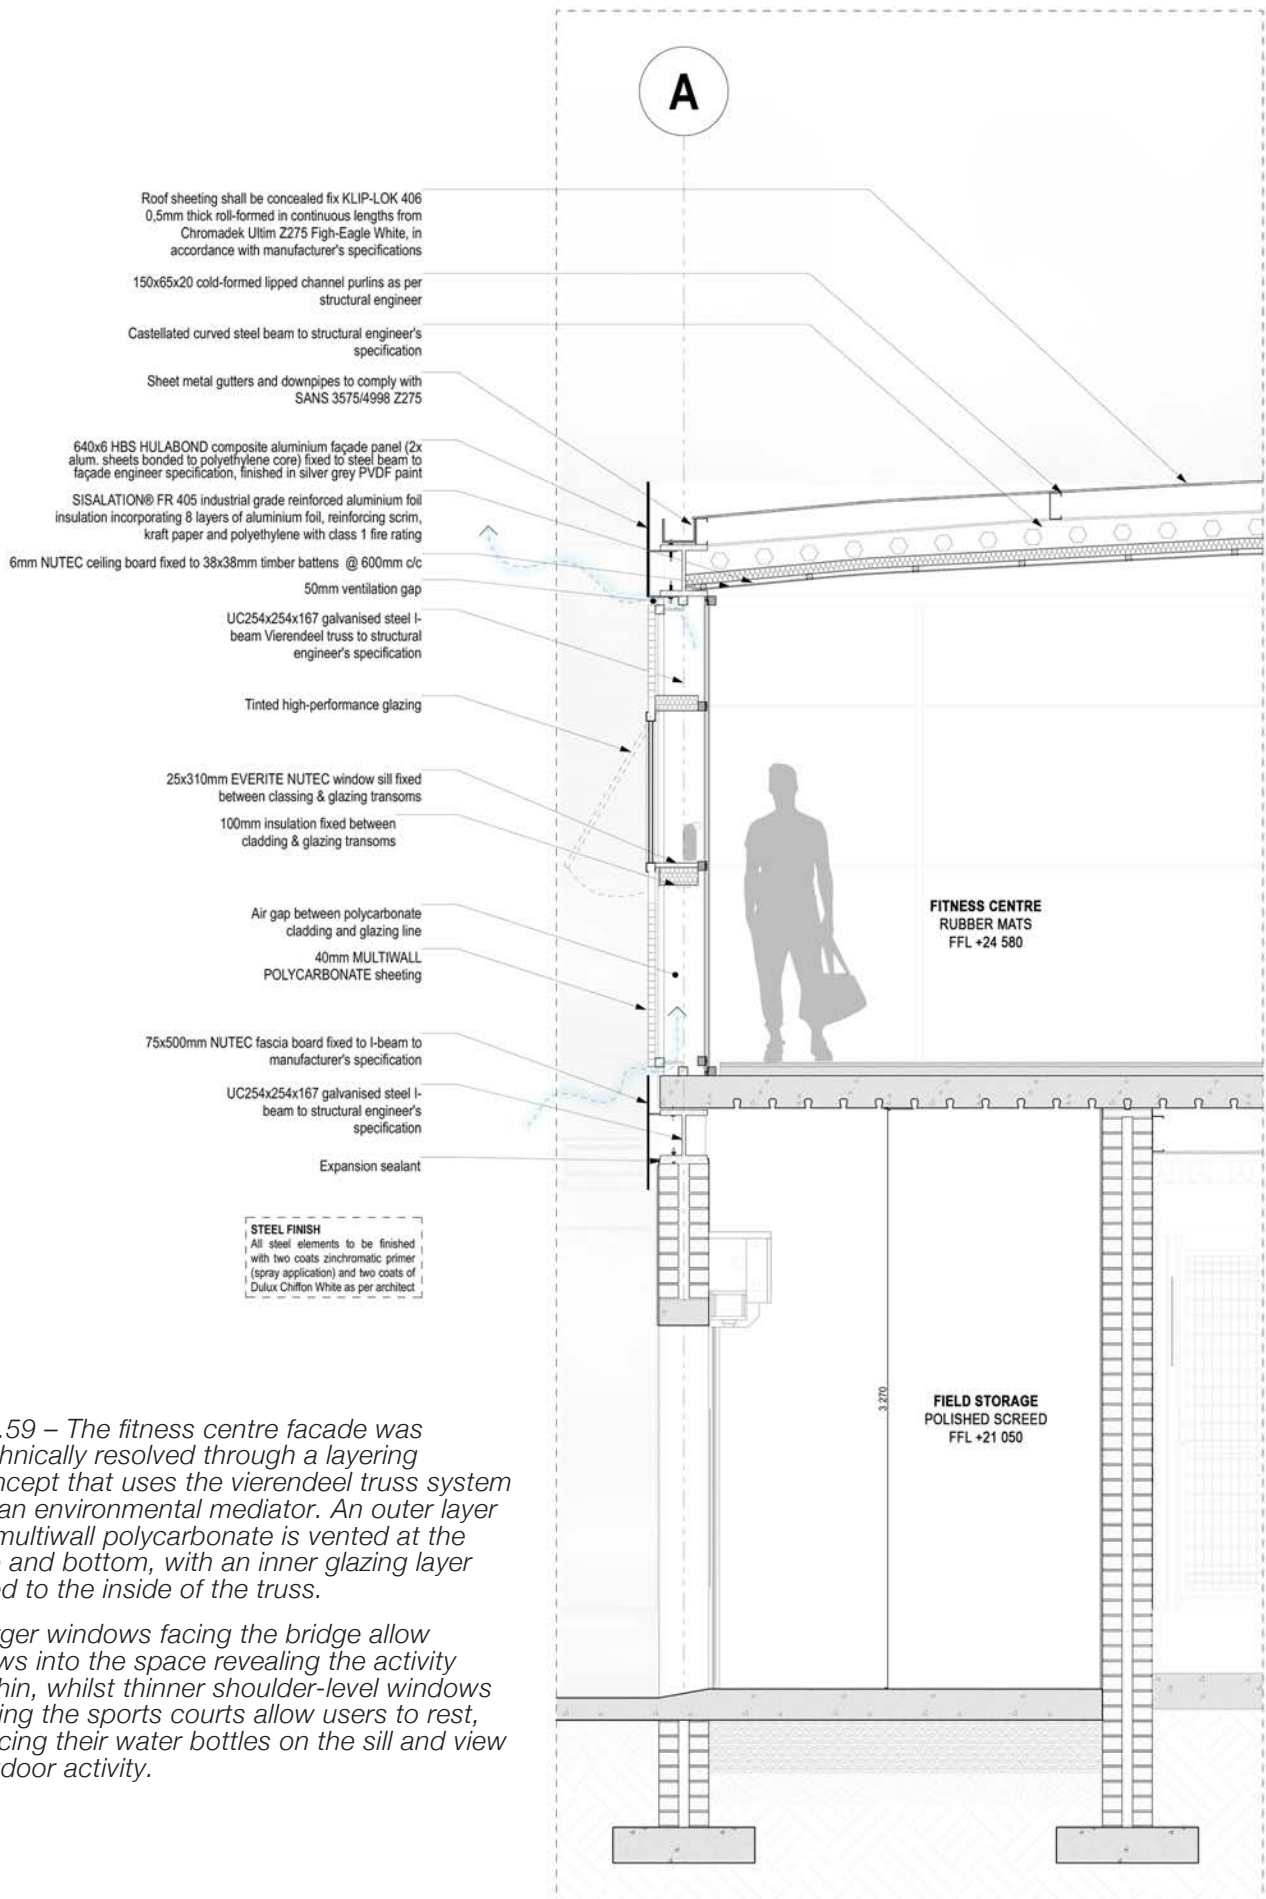 A
Roof sheeting shall be concealed fix KLIP-LOK 406
0,5mm thick roll-formed in continuous lengths from
Chromadek Ultim Z275 Figh-Eagle White, in
accordance with manufacturer's specifications
150x65x20 cold-formed lipped channel purlins as per
structural engineer
Castellated curved steel beam to structural engineer's
specification
Sheet metal gutters and downpipes to comply with
SANS 3575/4998 Z275
640x6 HBS HULABOND composite aluminium façade panel (2x
alum. sheets bonded to polyethylene core) fixed to steel beam to
façade engineer specification, finished in silver grey PVDF paint
SISALATION® FR 405 industrial grade reinforced aluminium foil
insulation incorporating 8 layers of aluminium foil, reinforcing scrim,
kraft paper and polyethylene with class 1 fire rating
6mm NUTEC ceiling board fixed to 38x38mm timber battens @ 600mm c/c
50mm ventilation gap
UC254x254x167 galvanised steel I-
beam Vierendeel truss to structural
engineer's specification
Tinted high-performance glazing
25x310mm EVERITE NUTEC window sill fixed
between classing & glazing transoms
100mm insulation fixed between
cladding & glazing transoms
Air gap between polycarbonate
cladding and glazing line
40mm MULTIWALL
POLYCARBONATE sheeting
75x500mm NUTEC fascia board fixed to I-beam to
manufacturer's specification
UC254x254x167 galvanised steel I-
beam to structural engineer's
specification
Expansion sealant
STEEL FINISH
All steel elements to be finished
with two coats zinchromatic primer
(spray application) and two coats of
Dulux Chiffon White as per architect
FITNESS CENTRE
RUBBER MATS
FFL +24 580
3 270
FIELD STORAGE
POLISHED SCREED
FFL +21 050
.59 – The fitness centre facade was
hnically resolved through a layering
ncept that uses the vierendeel truss system
an environmental mediator. An outer layer
multiwall polycarbonate is vented at the
and bottom, with an inner glazing layer
ed to the inside of the truss.
ger windows facing the bridge allow
ws into the space revealing the activity
hin, whilst thinner shoulder-level windows
ing the sports courts allow users to rest,
cing their water bottles on the sill and view
door activity.